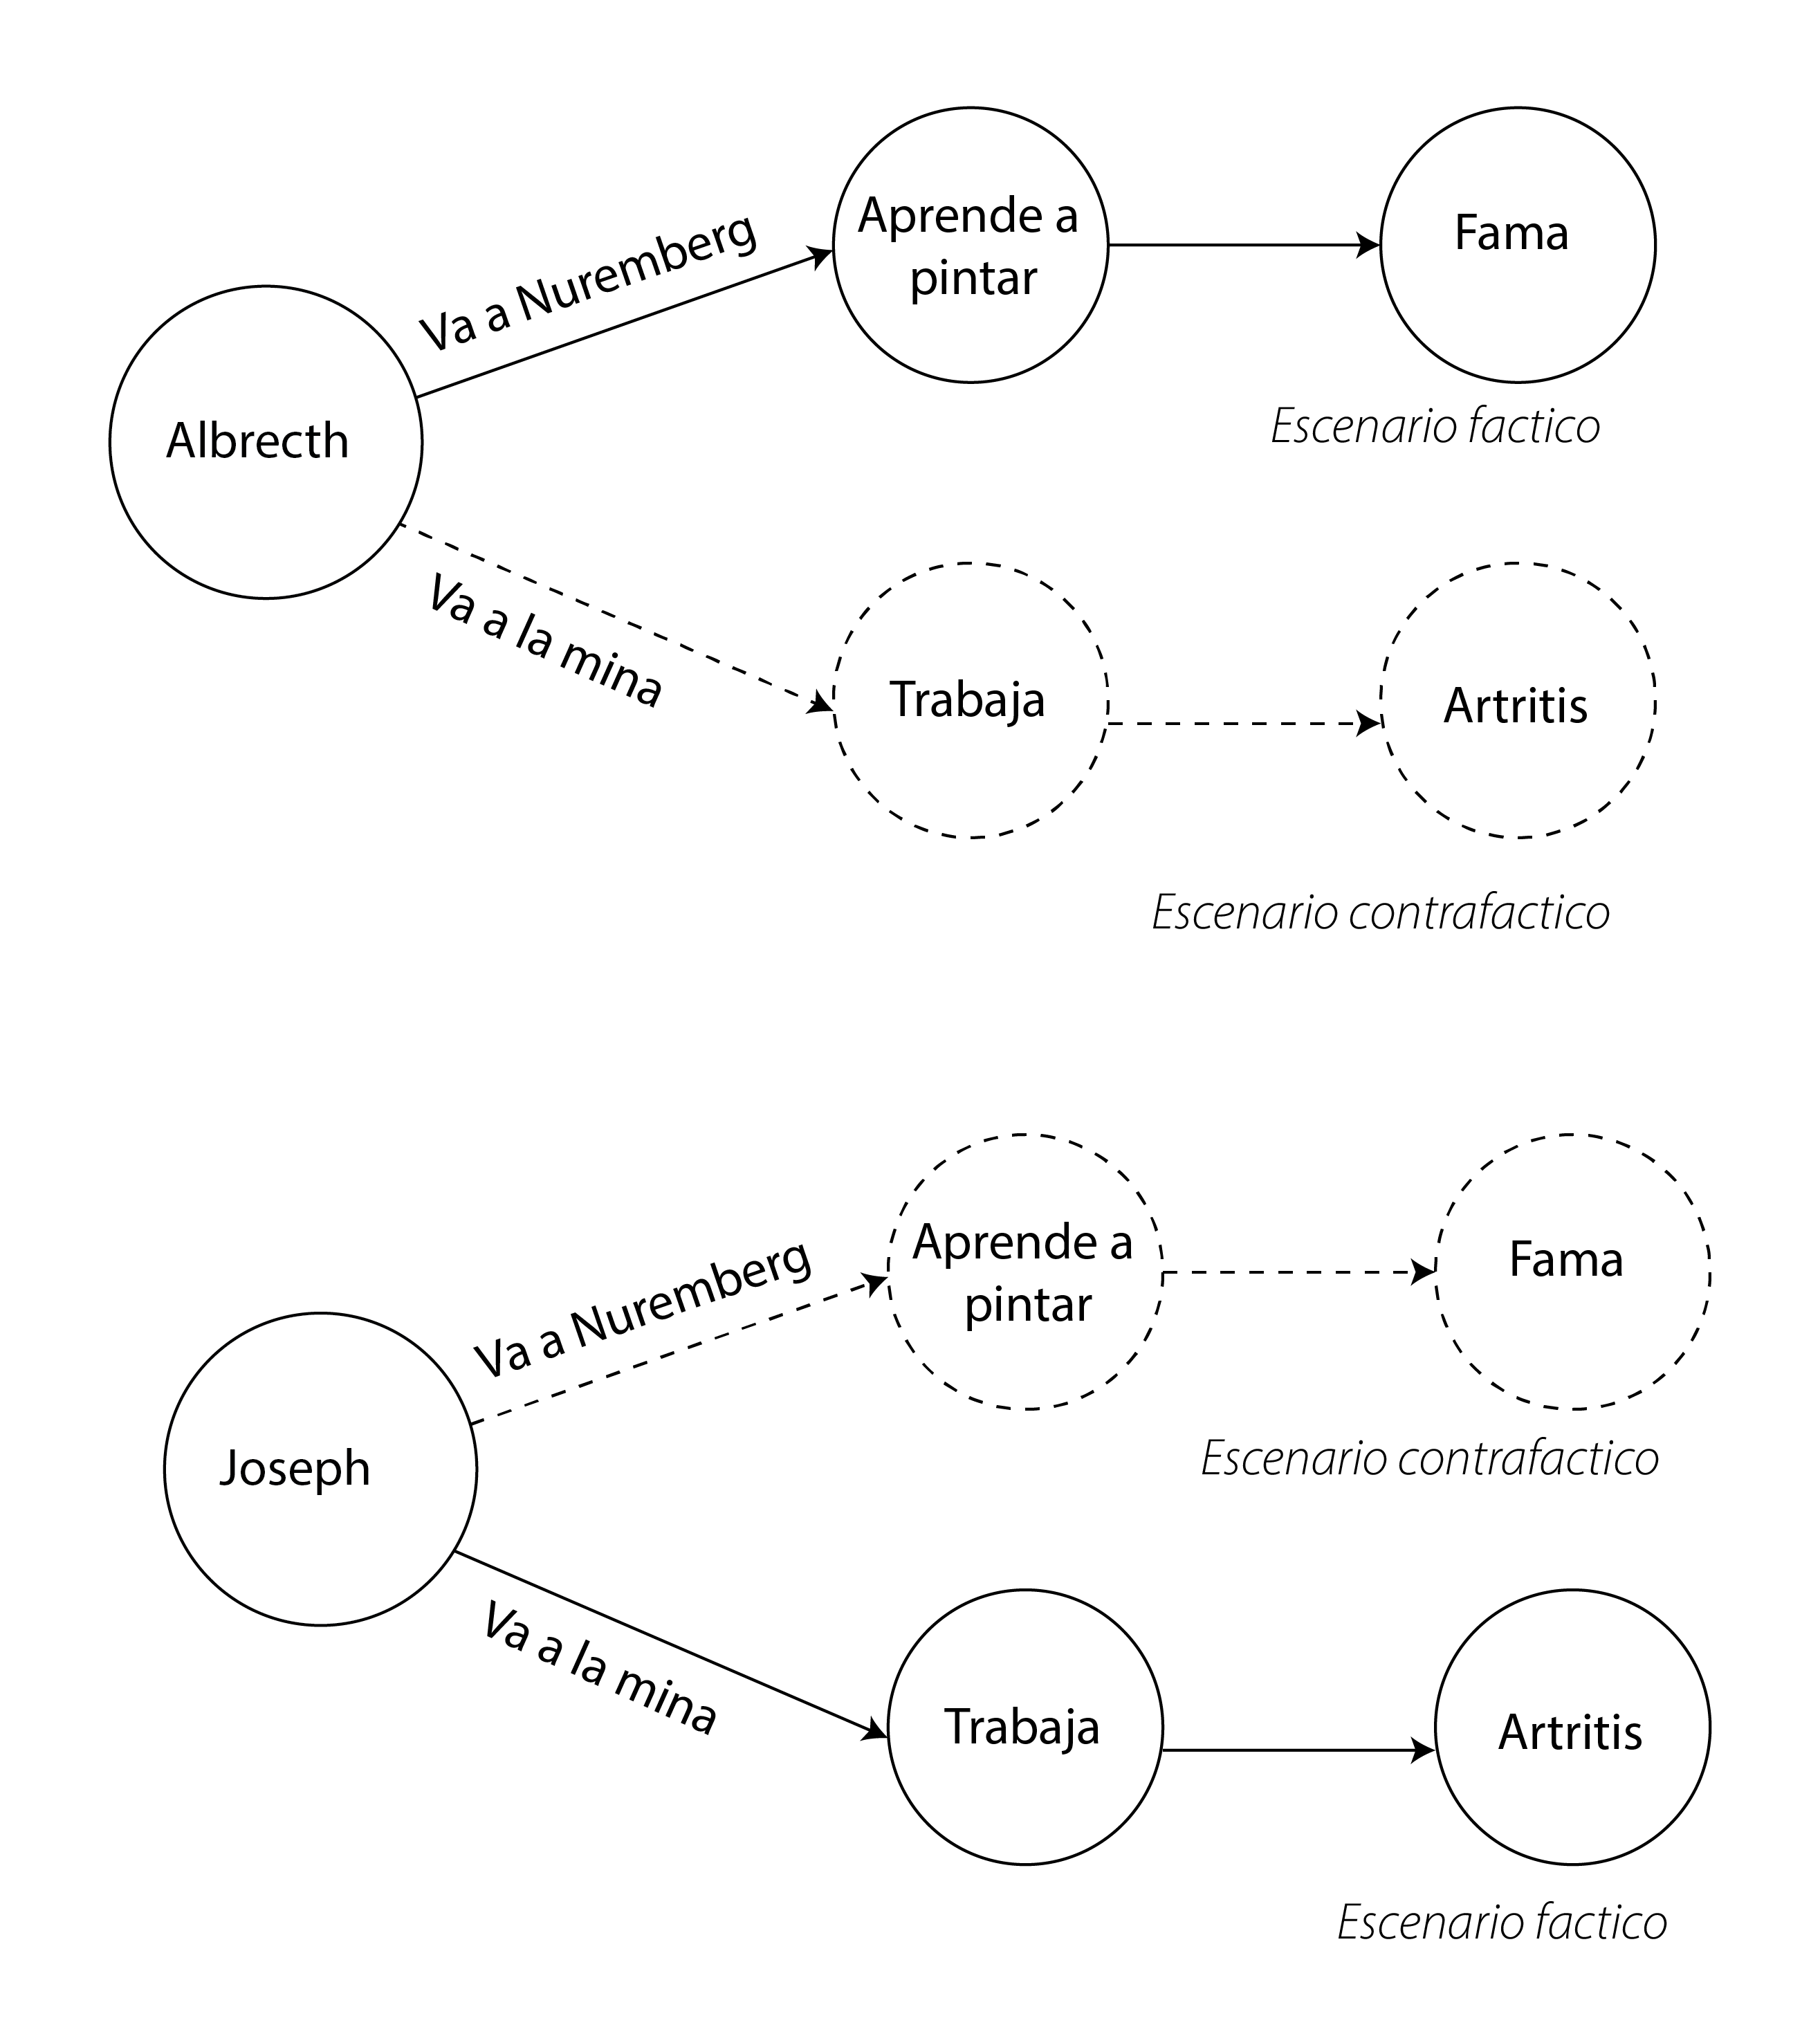 Va a Nuremberg
Aprende a
pintar
Fama
Albrecth
Escenario factico
Va a la mina
Trabaja
Artritis
Escenario contrafactico
Va a Nuremberg
Aprende a
pintar
Fama
Joseph
Escenario contrafactico
Va a la mina
Trabaja
Artritis
Escenario factico